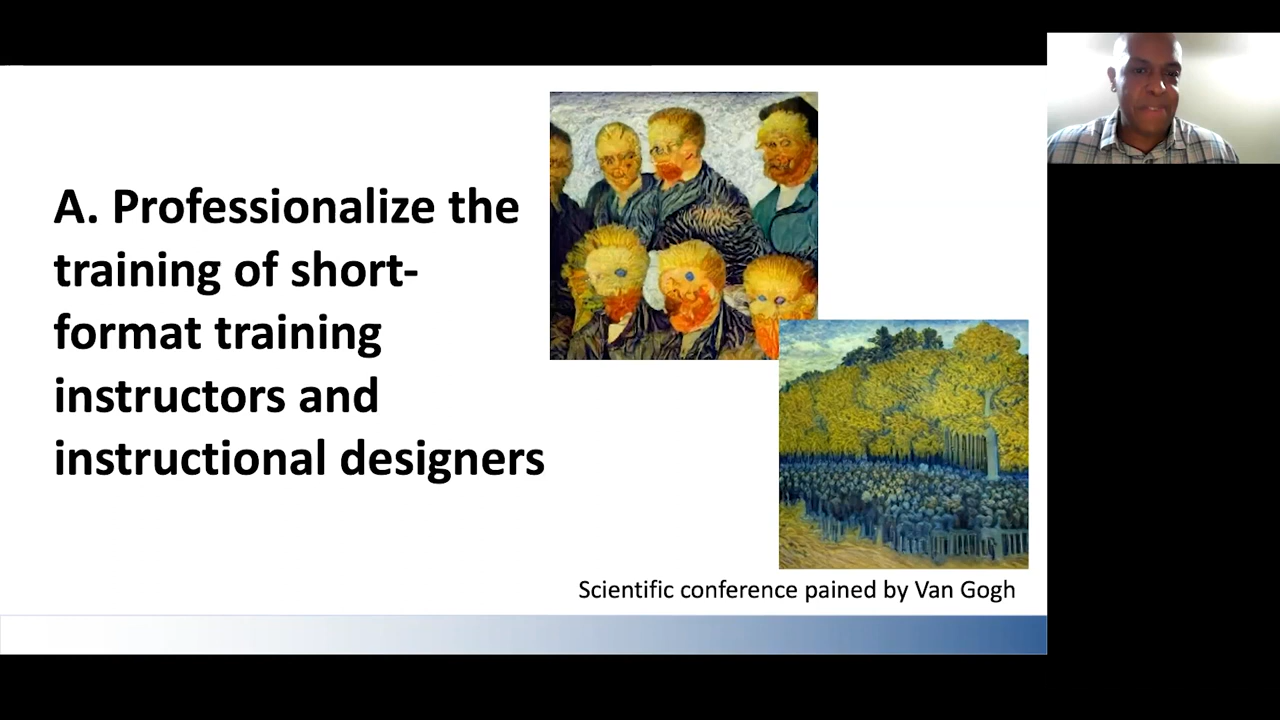 A. Professionalize the
training of short-
format training
instructors and
instructional designers
Scientific conference pained by Van Gogh